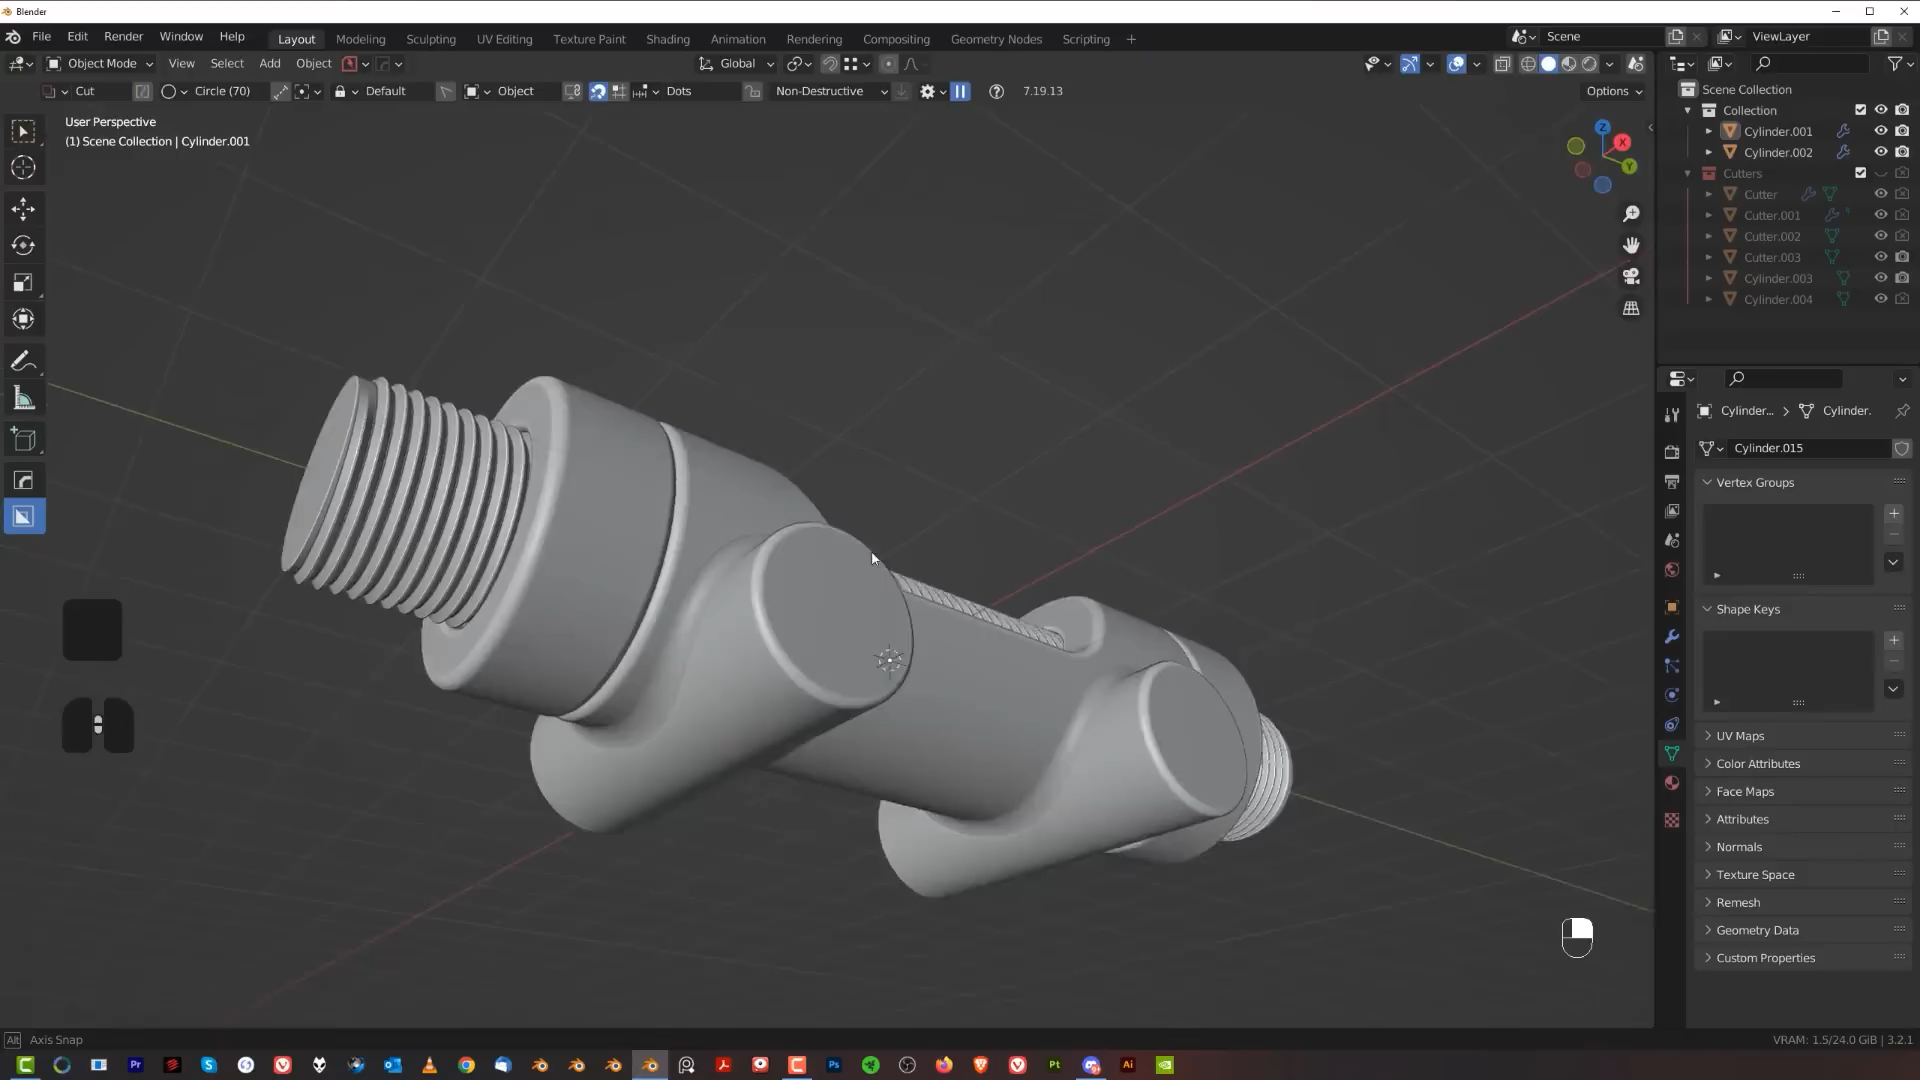 Blender
File Edit Render Window Help Layout Modeling Sculpting UV Editing Texture Paint Shading Animation Rendering Compositing Geometry Nodes Scripting + Scene ViewLayer
Object Mode View Select Add Object Global
Cut Circle (70) Default Object Dots Non-Destructive 7.19.13 Options
User Perspective
(1) Scene Collection | Cylinder.001
Z
X
Y
Scene Collection
Collection
Cylinder.001
Cylinder.002
Cutters
Cutter
Cutter.001
Cutter.002
Cutter.003
Cylinder.003
Cylinder.004
Cylinder... > Cylinder.
Cylinder.015
Vertex Groups
Shape Keys
UV Maps
Color Attributes
Face Maps
Attributes
Normals
Texture Space
Remesh
Geometry Data
Custom Properties
Alt Axis Snap
VRAM: 1.5/24.0 GiB | 3.2.1
Pr S Ps Pt Ai